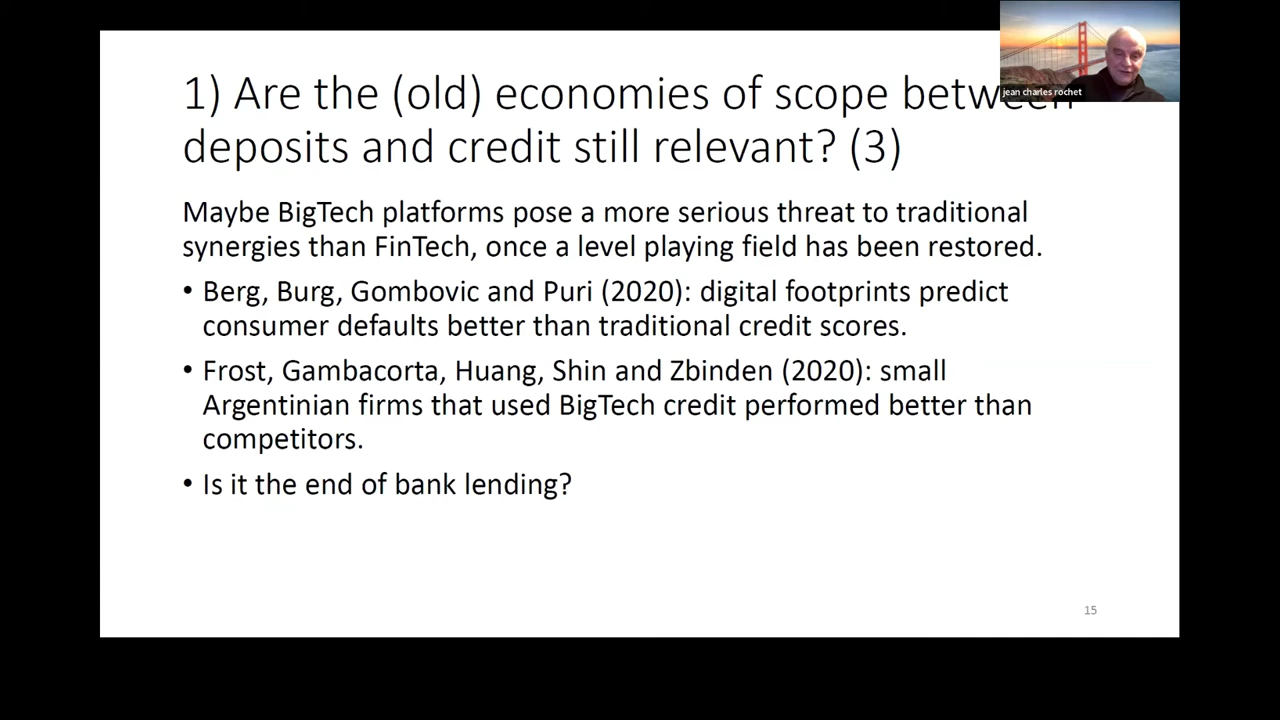 1) Are the (old) economies of scope between
deposits and credit still relevant? (3)
jean charles rochet
Maybe BigTech platforms pose a more serious threat to traditional
synergies than FinTech, once a level playing field has been restored.
• Berg, Burg, Gombovic and Puri (2020): digital footprints predict
consumer defaults better than traditional credit scores.
• Frost, Gambacorta, Huang, Shin and Zbinden (2020): small
Argentinian firms that used BigTech credit performed better than
competitors.
• Is it the end of bank lending?
15